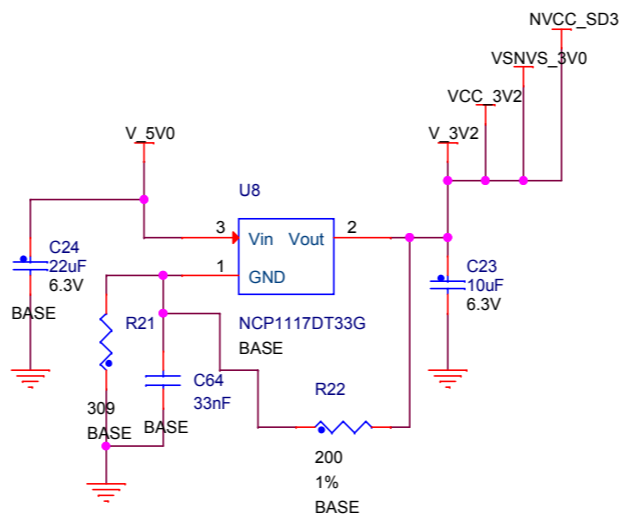 NVCC_SD3
VSNVS_3V0
VCC_3V2
V_5V0
V_3V2
U8
3
Vin
Vout
2
1
GND
C24
22uF
6.3V
BASE
C23
10uF
6.3V
R21
NCP1117DT33G
BASE
C64
33nF
BASE
R22
309
BASE
200
1%
BASE